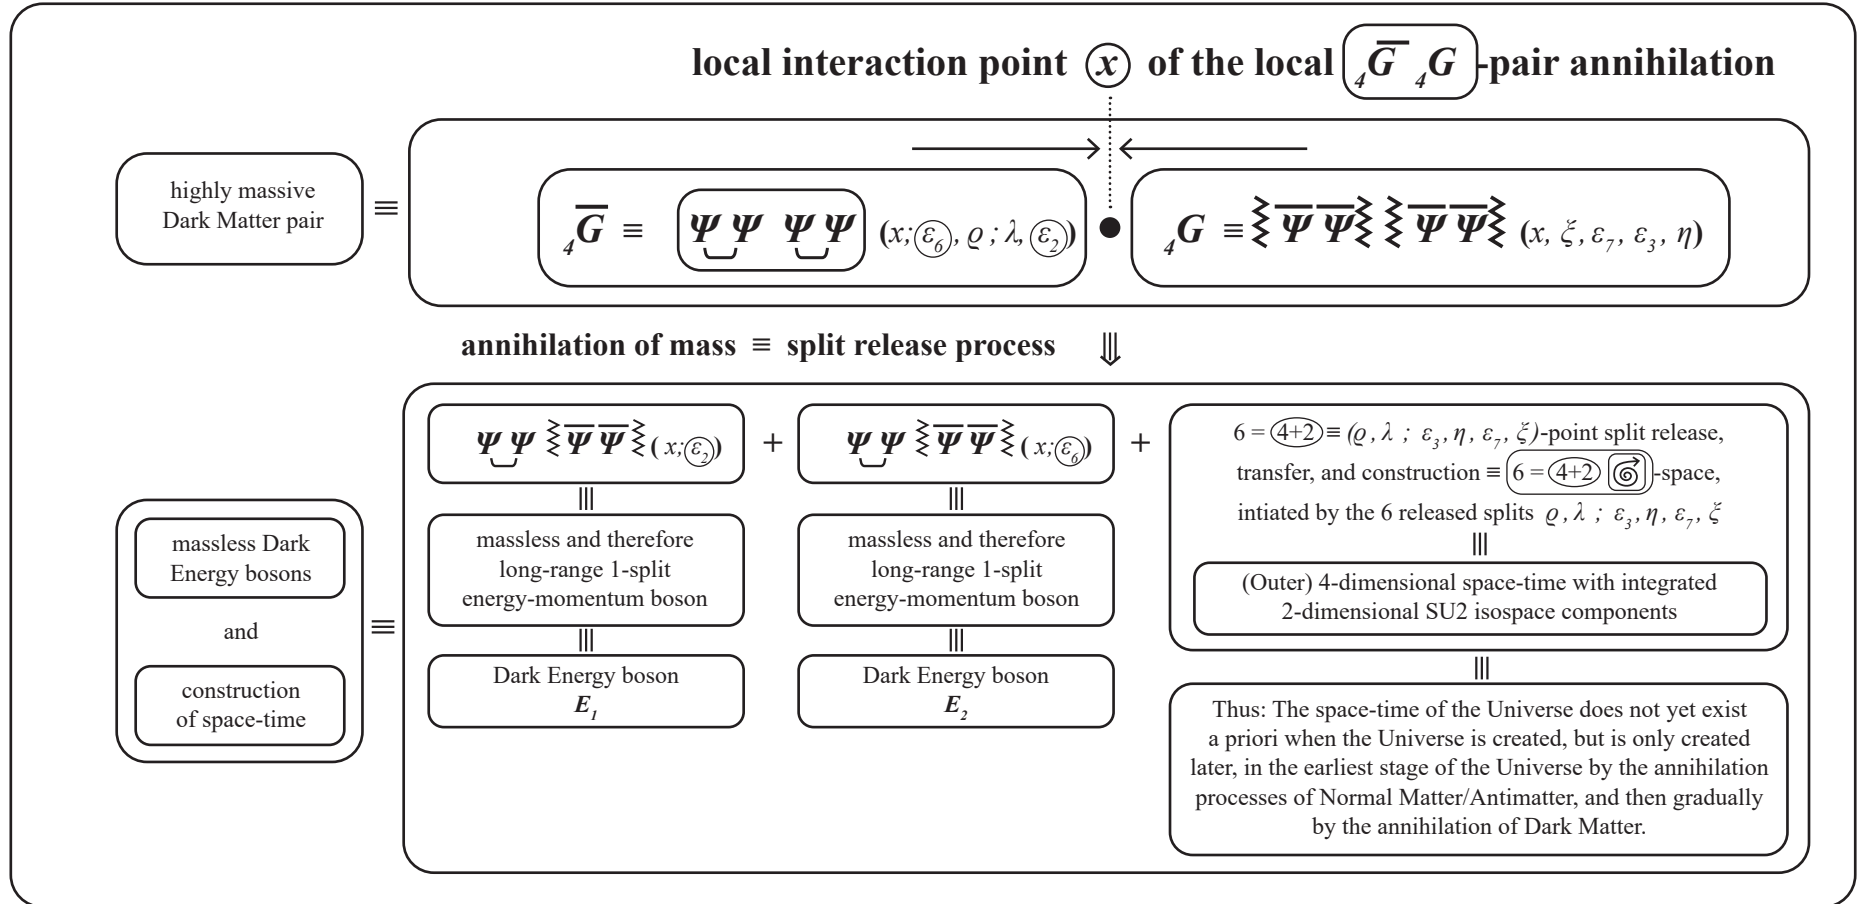 local interaction point x of the local ₄G̅ ₄G -pair annihilation
highly massive
Dark Matter pair
≡
₄G̅ ≡ Ψ Ψ Ψ Ψ (x; ε₆, ϱ ; λ, ε₂)
₄G ≡ Ψ̅ Ψ̅ Ψ̅ Ψ̅ (x, ξ, ε₇, ε₃, η)
annihilation of mass ≡ split release process ⇓
massless Dark
Energy bosons
and
construction
of space-time
≡
Ψ Ψ Ψ̅ Ψ̅ ( x; ε₂)
massless and therefore
long-range 1-split
energy-momentum boson
Dark Energy boson
E₁
+
Ψ Ψ Ψ̅ Ψ̅ ( x; ε₆)
massless and therefore
long-range 1-split
energy-momentum boson
Dark Energy boson
E₂
+
6 = 4+2 ≡ (ϱ , λ ; ε₃, η, ε₇, ξ)-point split release,
transfer, and construction ≡ 6 = 4+2 -space,
intiated by the 6 released splits ϱ , λ ; ε₃, η, ε₇, ξ
(Outer) 4-dimensional space-time with integrated
2-dimensional SU2 isospace components
Thus: The space-time of the Universe does not yet exist
a priori when the Universe is created, but is only created
later, in the earliest stage of the Universe by the annihilation
processes of Normal Matter/Antimatter, and then gradually
by the annihilation of Dark Matter.